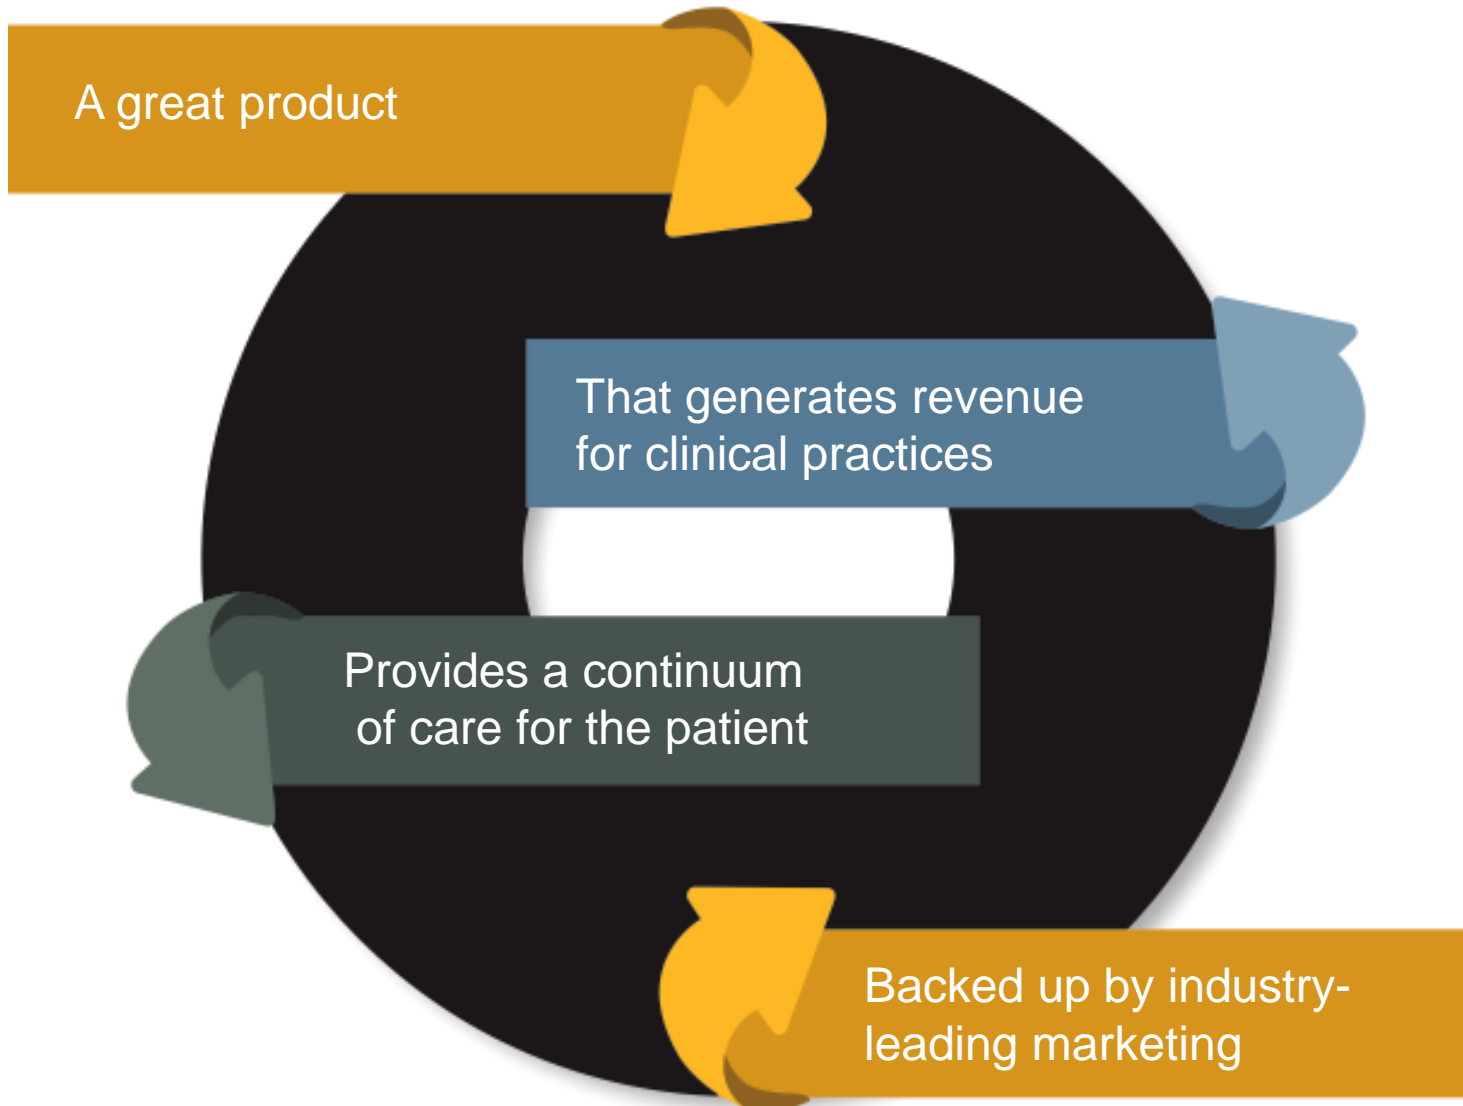 A great product
That generates revenue
for clinical practices
Provides a continuum
of care for the patient
Backed up by industry-
leading marketing